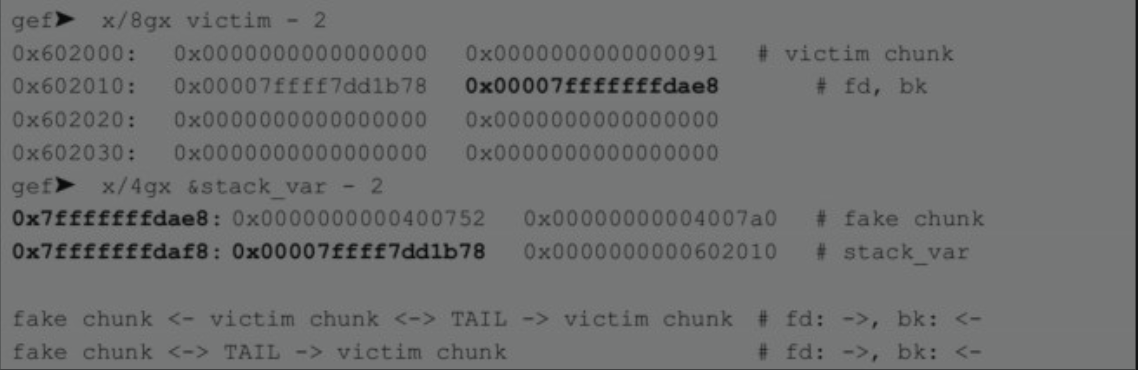 gef➤  x/8gx victim - 2
0x602000:  0x0000000000000000  0x0000000000000091  # victim chunk
0x602010:  0x00007ffff7dd1b78  0x00007fffffffdae8  # fd, bk
0x602020:  0x0000000000000000  0x0000000000000000
0x602030:  0x0000000000000000  0x0000000000000000
gef➤  x/4gx &stack_var - 2
0x7fffffffdae8: 0x0000000000400752  0x00000000004007a0  # fake chunk
0x7fffffffdaf8: 0x00007ffff7dd1b78  0x0000000000602010  # stack_var
fake chunk <- victim chunk <-> TAIL -> victim chunk  # fd: ->, bk: <-
fake chunk <-> TAIL -> victim chunk  # fd: ->, bk: <-